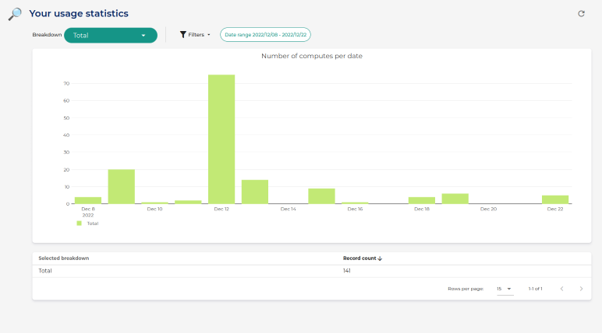 Your usage statistics
Breakdown Total Filters Date range 2022/12/08 - 2022/12/22
Number of computes per date
70
60
50
40
30
20
10
0
Dec 8 Dec 10 Dec 12 Dec 14 Dec 16 Dec 18 Dec 20 Dec 22
2022
Total
Selected breakdown Record count
Total 141
Rows per page: 15 1-1 of 1